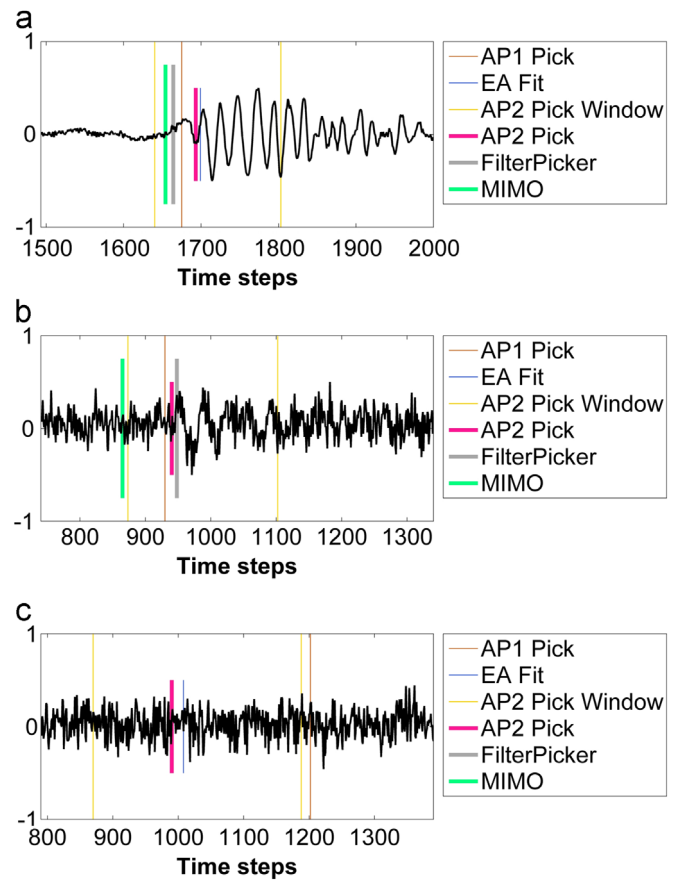 a
1
0
-1
1500 1600 1700 1800 1900 2000
Time steps
AP1 Pick
EA Fit
AP2 Pick Window
AP2 Pick
FilterPicker
MIMO
b
1
0
-1
800 900 1000 1100 1200 1300
Time steps
AP1 Pick
EA Fit
AP2 Pick Window
AP2 Pick
FilterPicker
MIMO
c
1
0
-1
800 900 1000 1100 1200 1300
Time steps
AP1 Pick
EA Fit
AP2 Pick Window
AP2 Pick
FilterPicker
MIMO